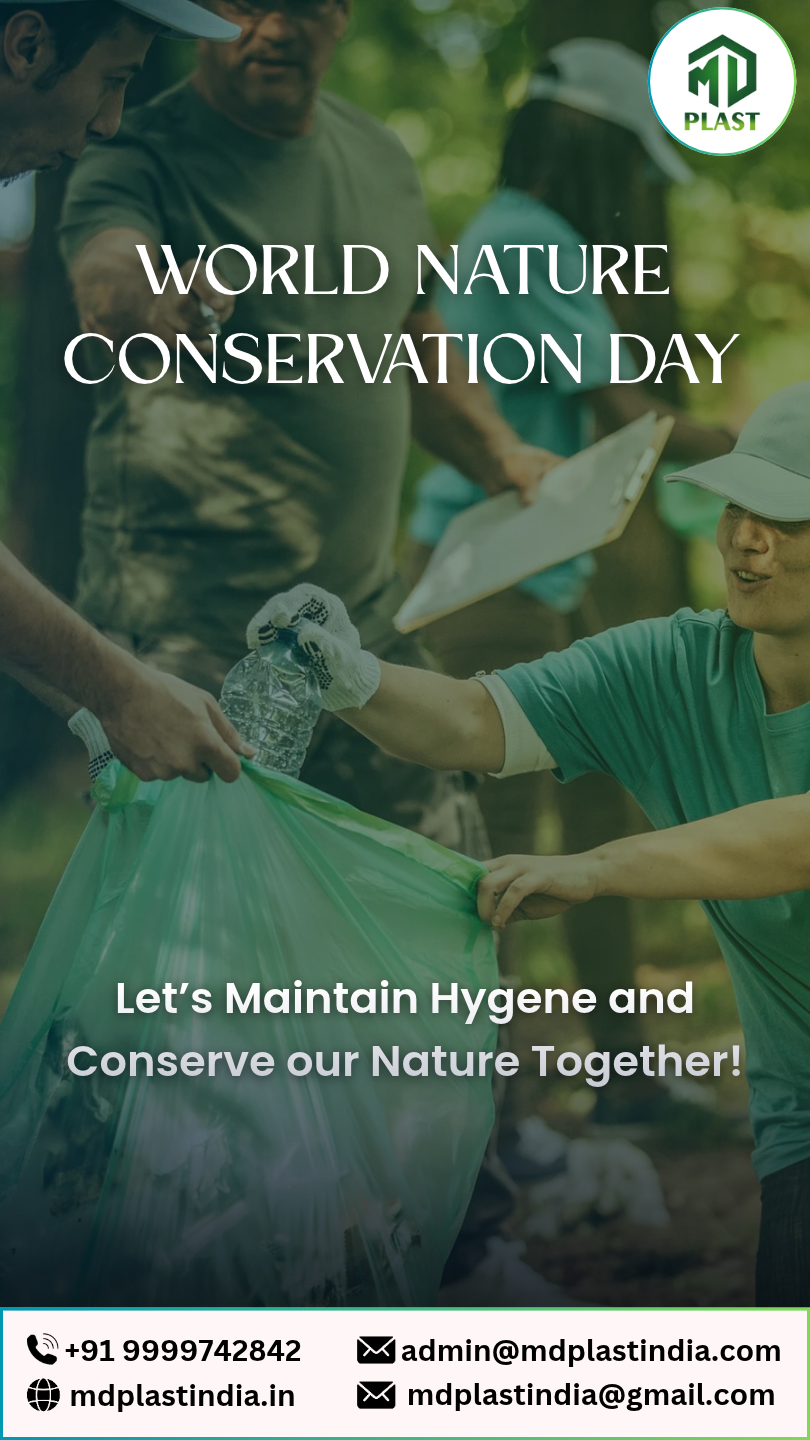 MD
PLAST
WORLD NATURE
CONSERVATION DAY
Let’s Maintain Hygene and
Conserve our Nature Together!
+91 9999742842
admin@mdplastindia.com
mdplastindia.in
mdplastindia@gmail.com